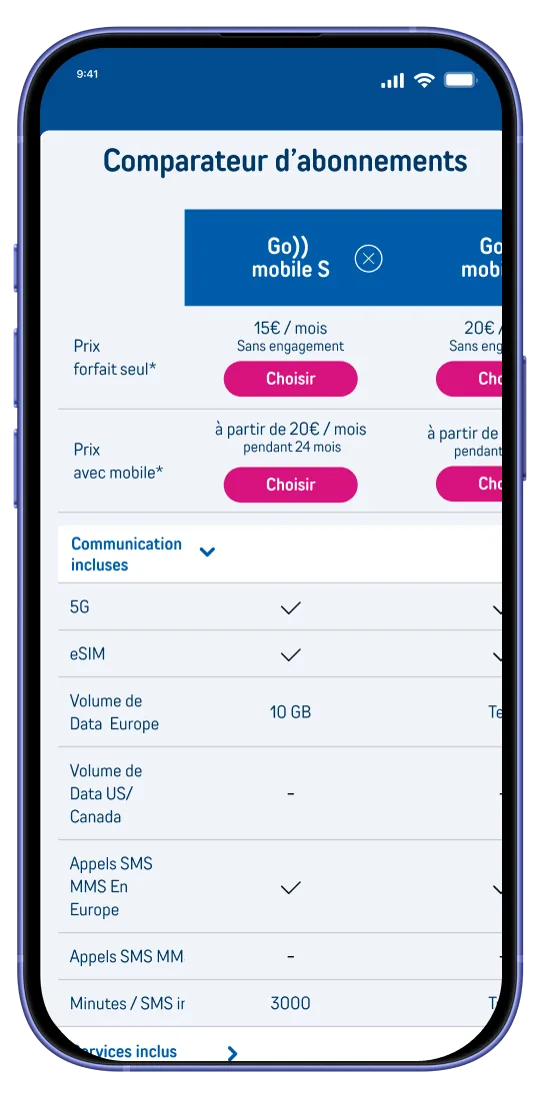 9:41
Comparateur d’abonnements
Go))
mobile S
Go
mobi
15€ / mois
Sans engagement
20€ /
Sans eng
Prix
forfait seul*
Choisir
Cho
à partir de 20€ / mois
pendant 24 mois
à partir de
pendant
Prix
avec mobile*
Choisir
Cho
Communication
incluses
5G
eSIM
Volume de
Data Europe
10 GB
Te
Volume de
Data US/
Canada
-
-
Appels SMS
MMS En
Europe
Appels SMS MM
-
-
Minutes / SMS in
3000
Services inclus